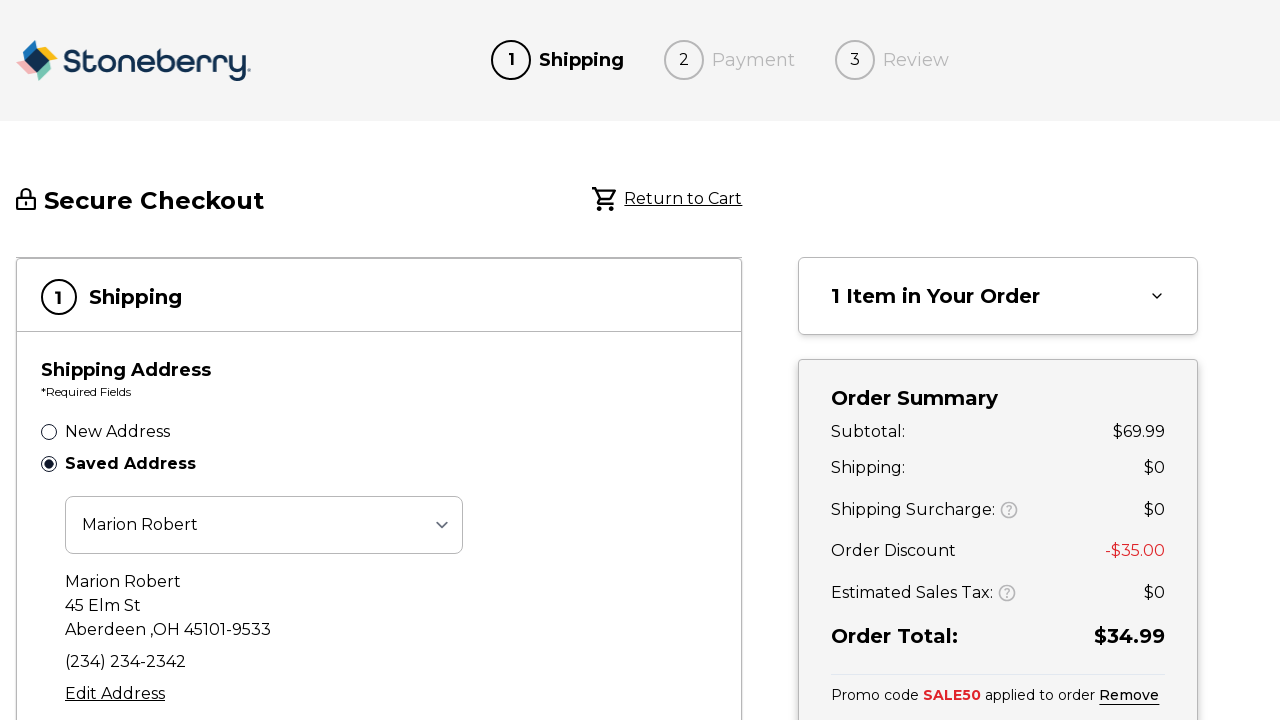 Stoneberry.
1 Shipping 2 Payment 3 Review
Secure Checkout
Return to Cart
1 Shipping
Shipping Address
*Required Fields
New Address
Saved Address
Marion Robert
Marion Robert
45 Elm St
Aberdeen ,OH 45101-9533
(234) 234-2342
Edit Address
1 Item in Your Order
Order Summary
Subtotal: $69.99
Shipping: $0
Shipping Surcharge: ? $0
Order Discount -$35.00
Estimated Sales Tax: ? $0
Order Total: $34.99
Promo code SALE50 applied to order Remove